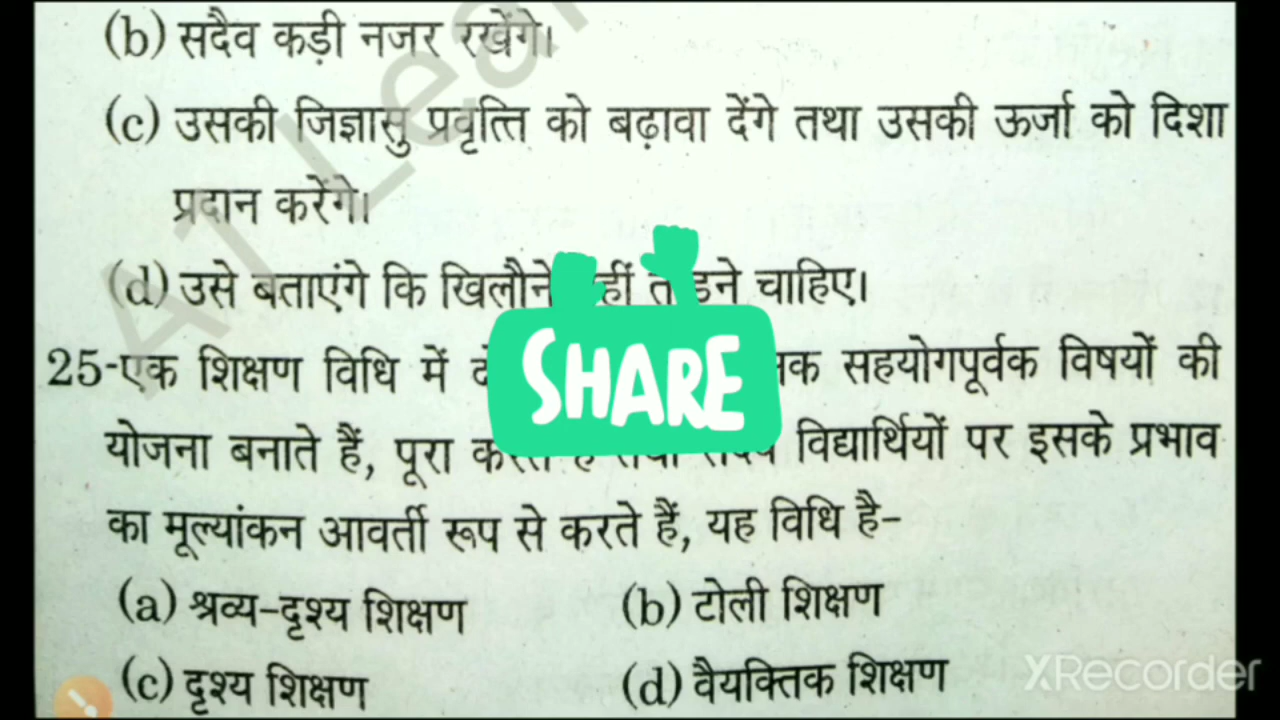 (b) सदैव कड़ी नजर रखेंगे।
(c) उसकी जिज्ञासु प्रवृत्ति को बढ़ावा देंगे तथा उसकी ऊर्जा को दिशा
प्रदान करेंगे।
(d) उसे बताएंगे कि खिलौने चाहिए।
25-एक शिक्षण विधि में सहयोगपूर्वक विषयों की
SHARE
योजना बनाते हैं, पूरा विद्यार्थियों पर इसके प्रभाव
का मूल्यांकन आवर्ती रूप से करते हैं, यह विधि है-
(a) श्रव्य-दृश्य शिक्षण (b) टोली शिक्षण
(c) दृश्य शिक्षण (d) वैयक्तिक शिक्षण
XRecorder